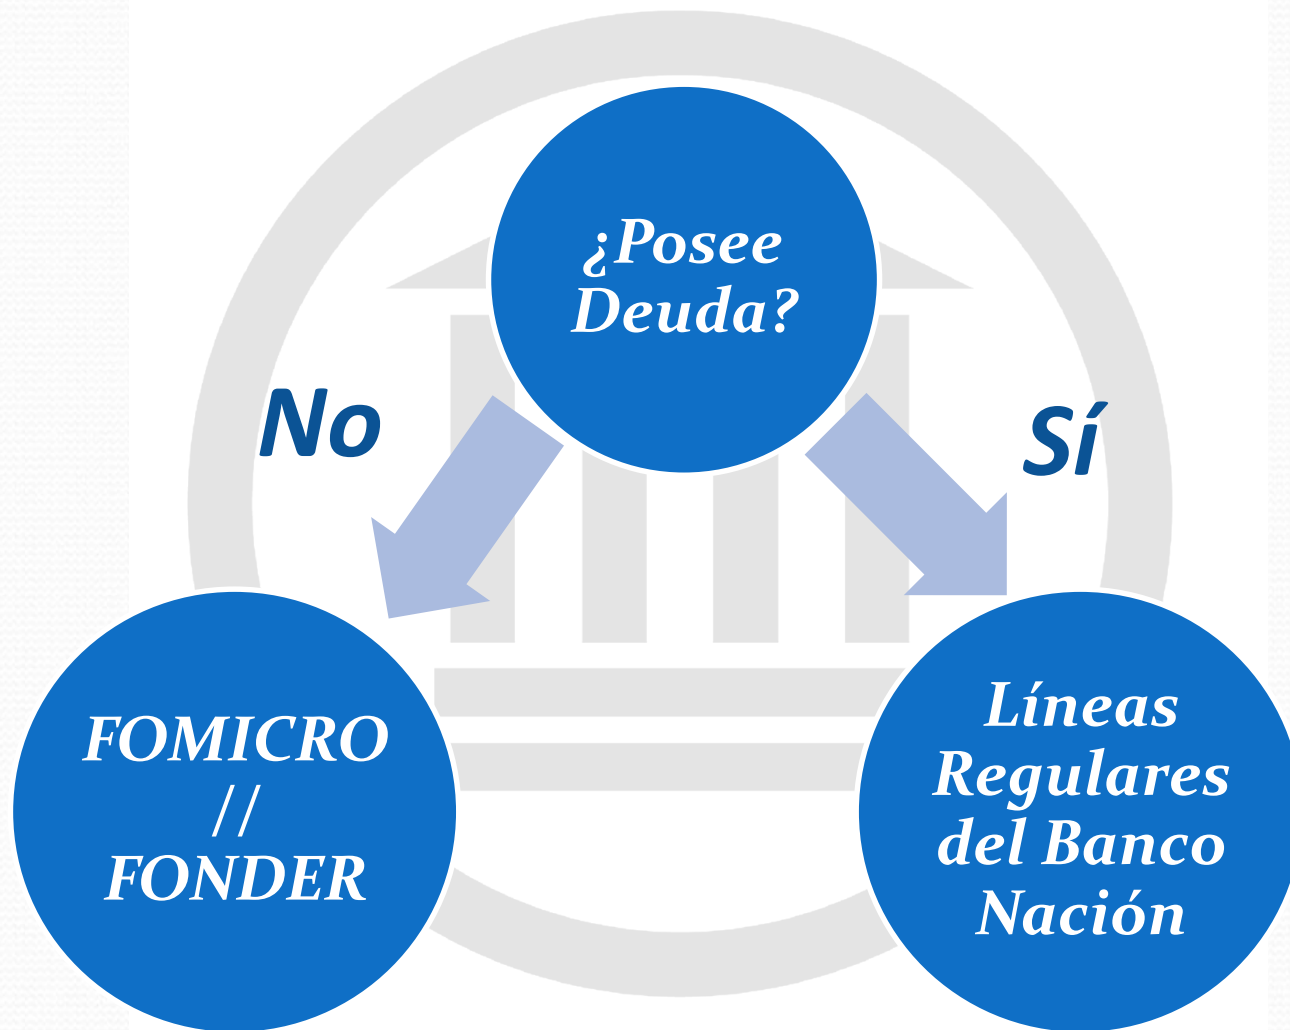 ¿Posee
Deuda?
No
Sí
FOMICRO
//
FONDER
Líneas
Regulares
del Banco
Nación